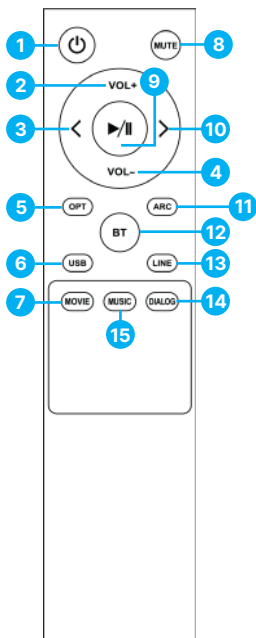 1 MUTE 8
2 VOL+ 9
3 10
VOL– 4
5 OPT ARC 11
BT 12
6 USB LINE 13
7 MOVIE MUSIC DIALOG 14
15